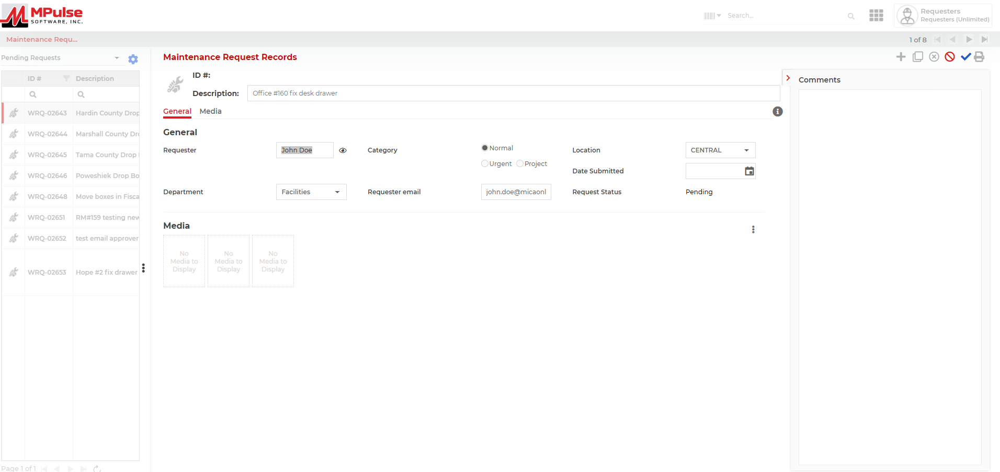 MPulse
SOFTWARE, INC.
Search...
Requesters
Requesters (Unlimited)
Maintenance Requ...
1 of 8
Pending Requests
Maintenance Request Records
ID #
Description
WRQ-02643 Hardin County Drop
WRQ-02644 Marshall County Dr
WRQ-02645 Tama County Drop
WRQ-02646 Poweshiek Drop Bo
WRQ-02648 Move boxes in Fisca
WRQ-02651 RM#159 testing new
WRQ-02652 test email approver
WRQ-02653 Hope #2 fix drawer
Page 1 of 1
ID #:
Description: Office #160 fix desk drawer
General Media
General
Requester John Doe
Category Normal
Urgent Project
Location CENTRAL
Date Submitted
Department Facilities
Requester email john.doe@micaonl
Request Status Pending
Media
No
Media to
Display
No
Media to
Display
No
Media to
Display
Comments